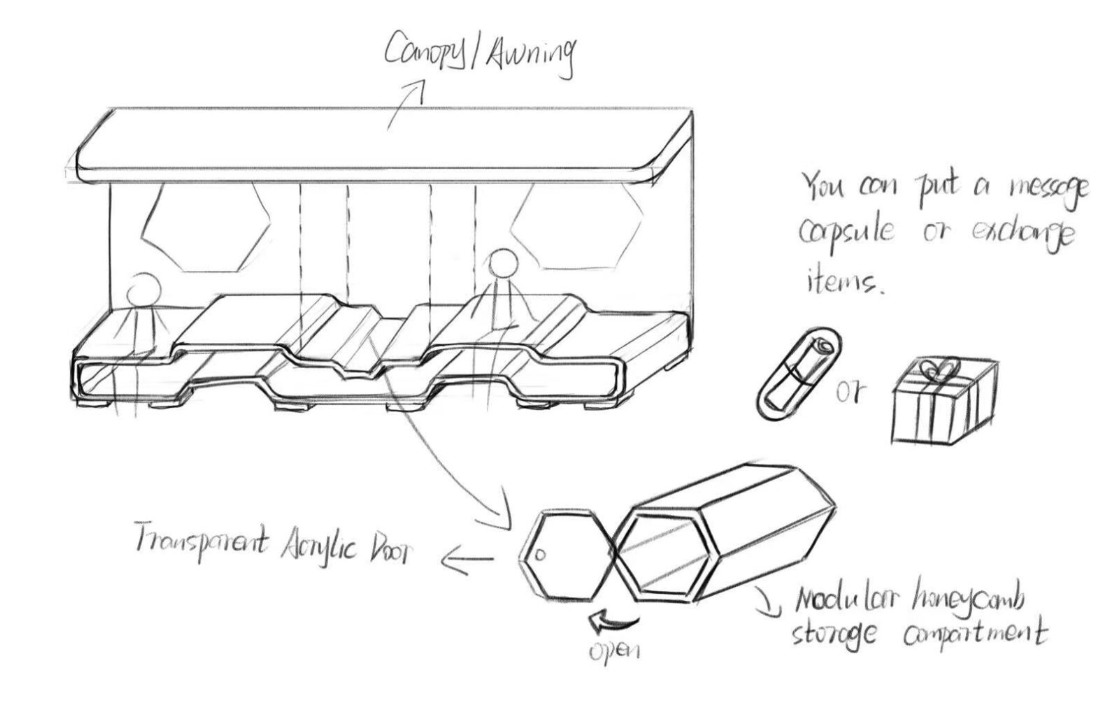 Canopy/Awning
You can put a message
capsule or exchange
items.
or
Transparent Acrylic Door
open
Modular honeycomb
storage compartment